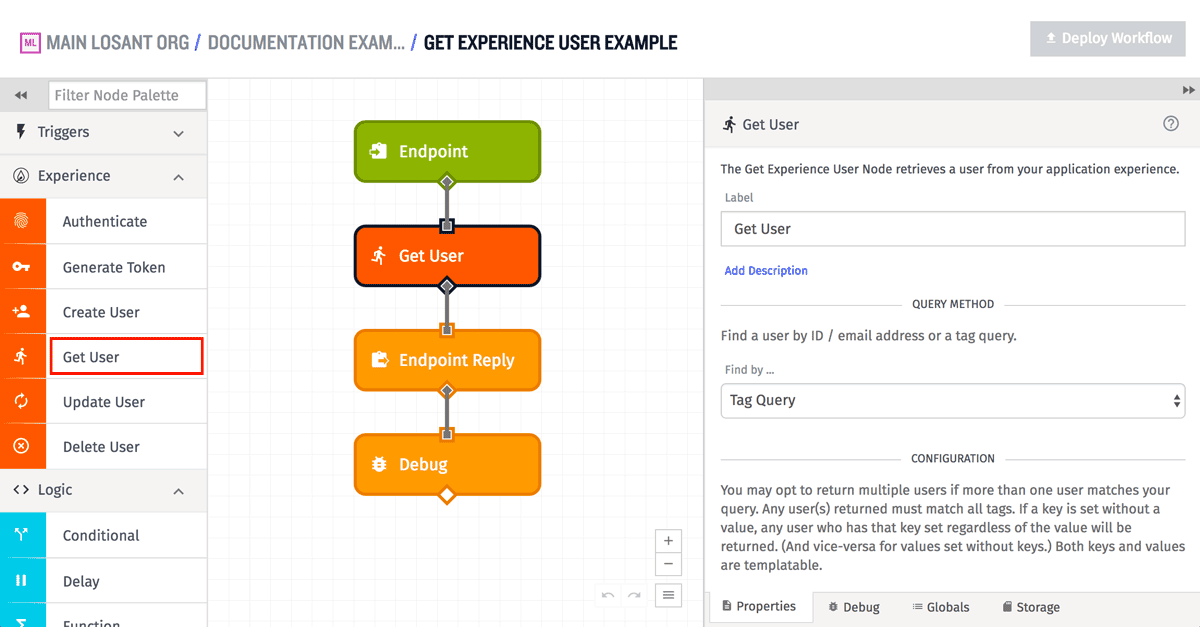 ML MAIN LOSANT ORG / DOCUMENTATION EXAM... / GET EXPERIENCE USER EXAMPLE
Deploy Workflow
Filter Node Palette
Triggers
Experience
Authenticate
Generate Token
Create User
Get User
Update User
Delete User
Logic
Conditional
Delay
Function
Endpoint
Get User
Endpoint Reply
Debug
Get User
The Get Experience User Node retrieves a user from your application experience.
Label
Get User
Add Description
QUERY METHOD
Find a user by ID / email address or a tag query.
Find by ...
Tag Query
CONFIGURATION
You may opt to return multiple users if more than one user matches your
query. Any user(s) returned must match all tags. If a key is set without a
value, any user who has that key set regardless of the value will be
returned. (And vice-versa for values set without keys.) Both keys and values
are templatable.
Properties Debug Globals Storage